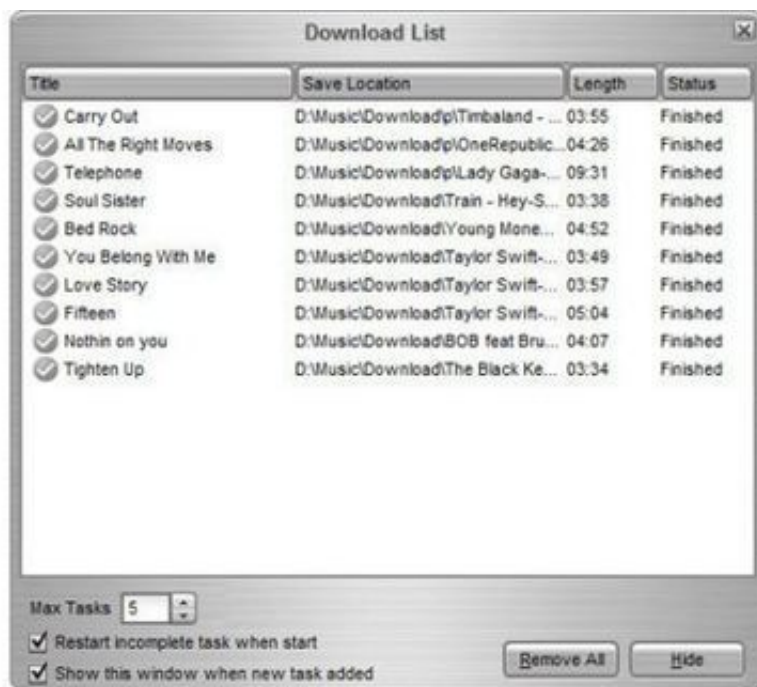 Download List
Title Save Location Length Status
Carry Out D:\Music\Download\p\Timbaland - ... 03:55 Finished
All The Right Moves D:\Music\Download\p\OneRepublic... 04:26 Finished
Telephone D:\Music\Download\p\Lady Gaga-... 09:31 Finished
Soul Sister D:\Music\Download\Train - Hey-S... 03:38 Finished
Bed Rock D:\Music\Download\Young Mone... 04:52 Finished
You Belong With Me D:\Music\Download\Taylor Swift-... 03:49 Finished
Love Story D:\Music\Download\Taylor Swift-... 03:57 Finished
Fifteen D:\Music\Download\Taylor Swift-... 05:04 Finished
Nothin on you D:\Music\Download\BOB feat Bru... 04:07 Finished
Tighten Up D:\Music\Download\The Black Ke... 03:34 Finished
Max Tasks 5
Restart incomplete task when start
Show this window when new task added
Remove All Hide